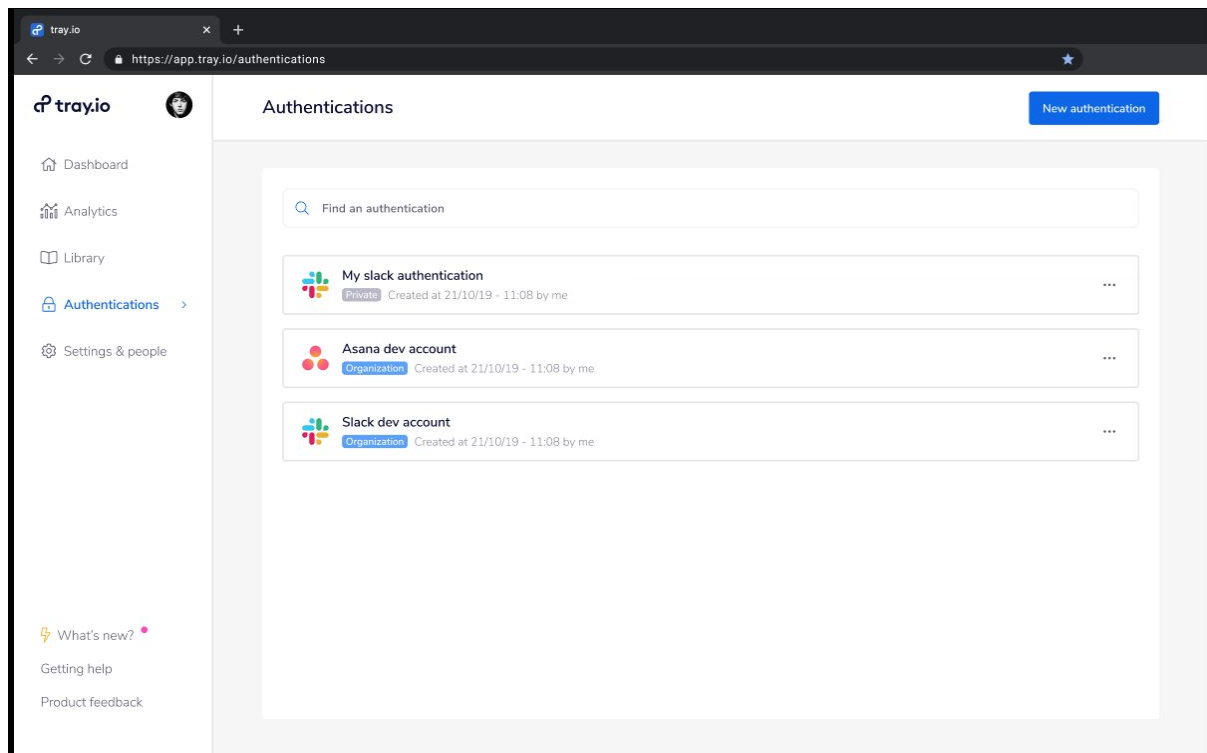 tray.io
https://app.tray.io/authentications
tray.io
Authentications
New authentication
Dashboard
Analytics
Library
Authentications
Settings & people
Find an authentication
My slack authentication
Private Created at 21/10/19 - 11:08 by me
Asana dev account
Organization Created at 21/10/19 - 11:08 by me
Slack dev account
Organization Created at 21/10/19 - 11:08 by me
What's new?
Getting help
Product feedback